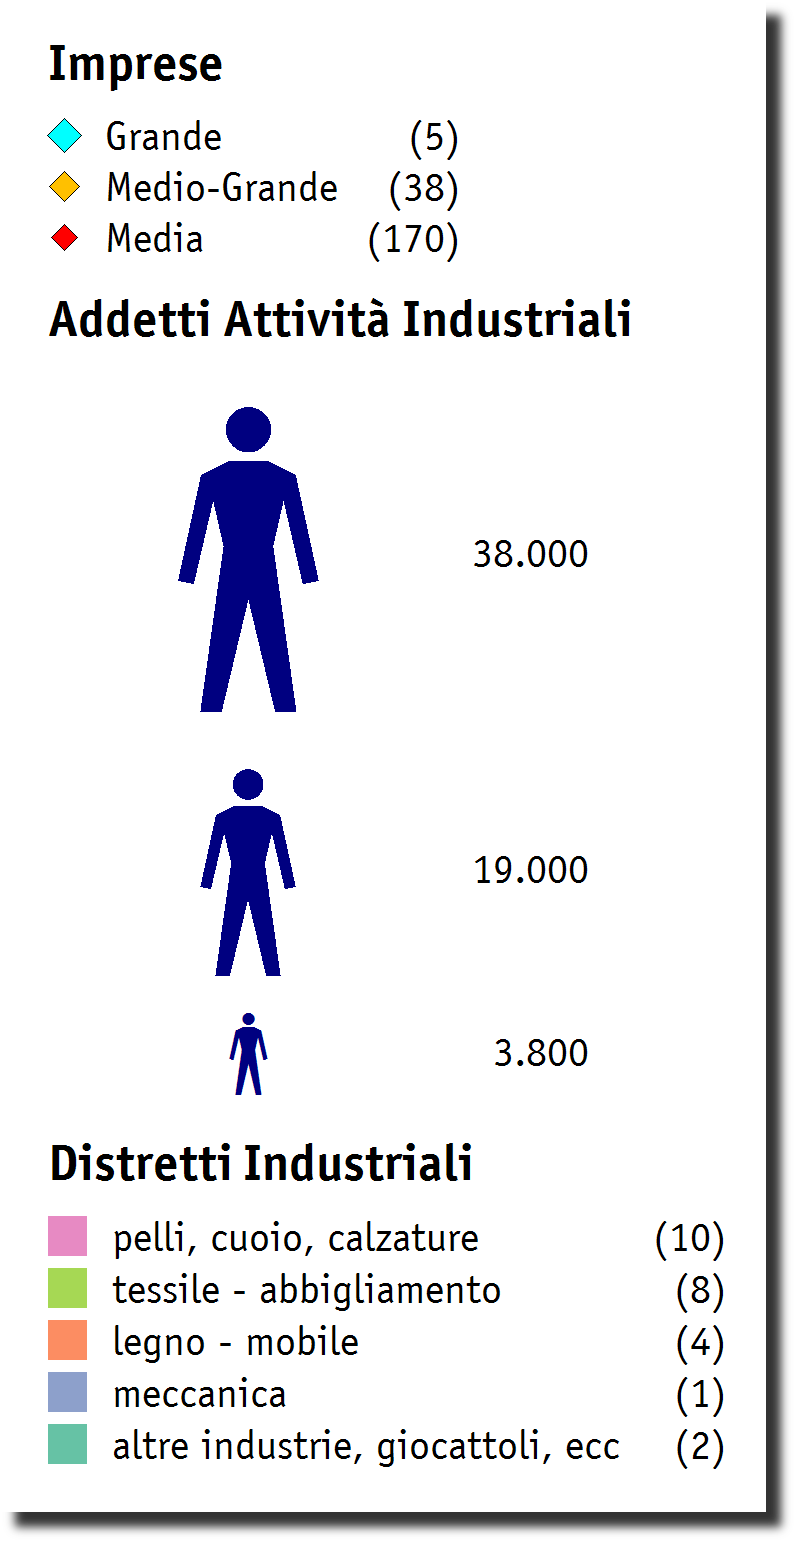 Imprese
Grande (5)
Medio-Grande (38)
Media (170)
Addetti Attività Industriali
38.000
19.000
3.800
Distretti Industriali
pelli, cuoio, calzature (10)
tessile - abbigliamento (8)
legno - mobile (4)
meccanica (1)
altre industrie, giocattoli, ecc (2)